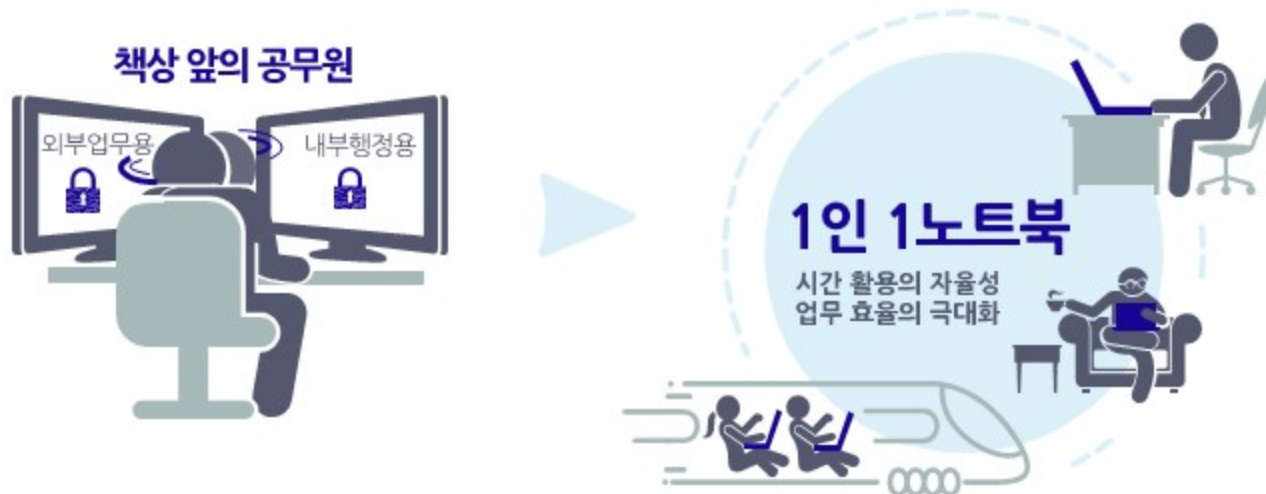 책상 앞의 공무원
외부업무용
내부행정용
1인 1노트북
시간 활용의 자율성
업무 효율의 극대화